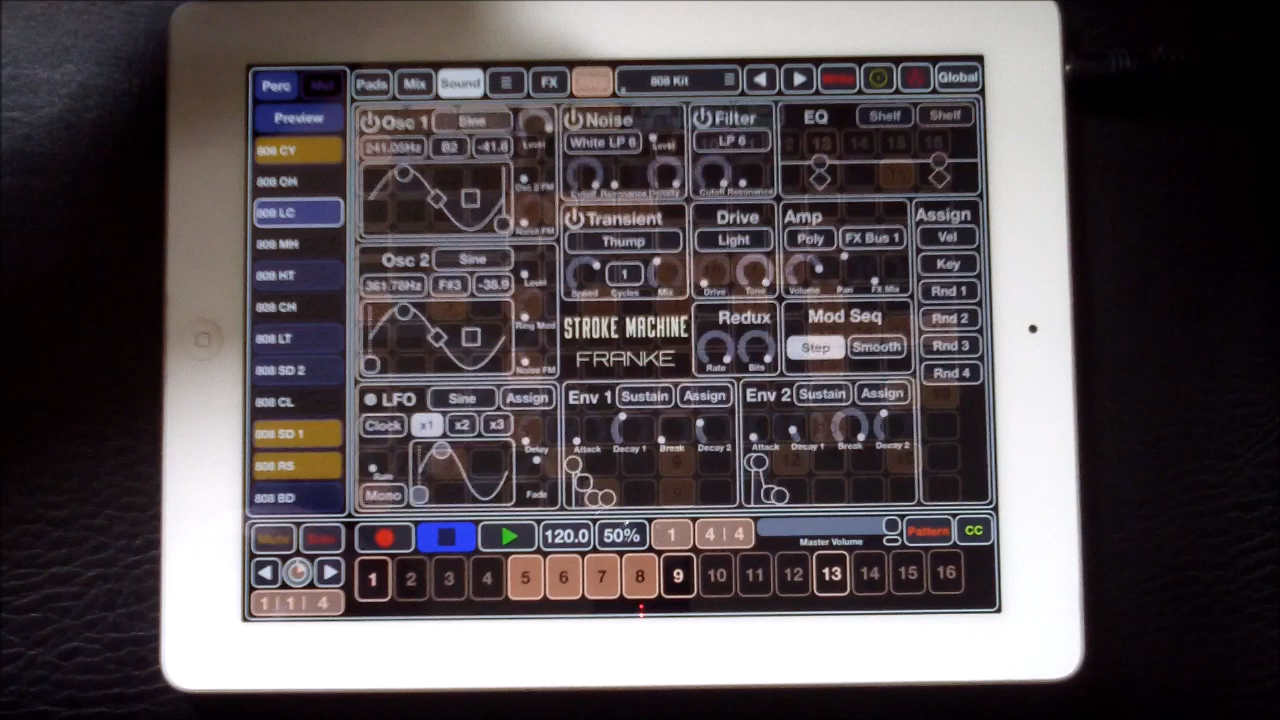 Perc Pads Mix Sound FX 808 Kit Global
Preview
808 CY
808 OH
808 LC
808 MH
808 HT
808 CH
808 LT
808 SD 2
808 CL
808 SD 1
808 RS
808 BD
Osc 1 Sine
241.03Hz B2 -41.8
Level
Osc 2 FM
Noise FM
Noise
White LP 6 Level
Cutoff Resonance Density
Filter
LP 6
Cutoff Resonance
EQ Shelf Shelf
13 14 15 16
Transient
Thump
1
Speed Cycles Mix
Drive
Light
Drive Tone
Amp
Poly FX Bus 1
Volume Pan FX Mix
Assign
Vel
Key
Rnd 1
Rnd 2
Rnd 3
Rnd 4
Osc 2 Sine
361.78Hz F#3 -38.9
Level
Ring Mod
Noise FM
STROKE MACHINE
FRANKE
Redux
Rate Bits
Mod Seq
Step Smooth
LFO Sine Assign
Clock x1 x2 x3
Rate
Mono
Delay
Fade
Env 1 Sustain Assign
Attack Decay 1 Break Decay 2
Env 2 Sustain Assign
Attack Decay 1 Break Decay 2
Mute Solo 120.0 50% 1 4 | 4 Master Volume Pattern CC
1 | 1 | 4
1 2 3 4 5 6 7 8 9 10 11 12 13 14 15 16